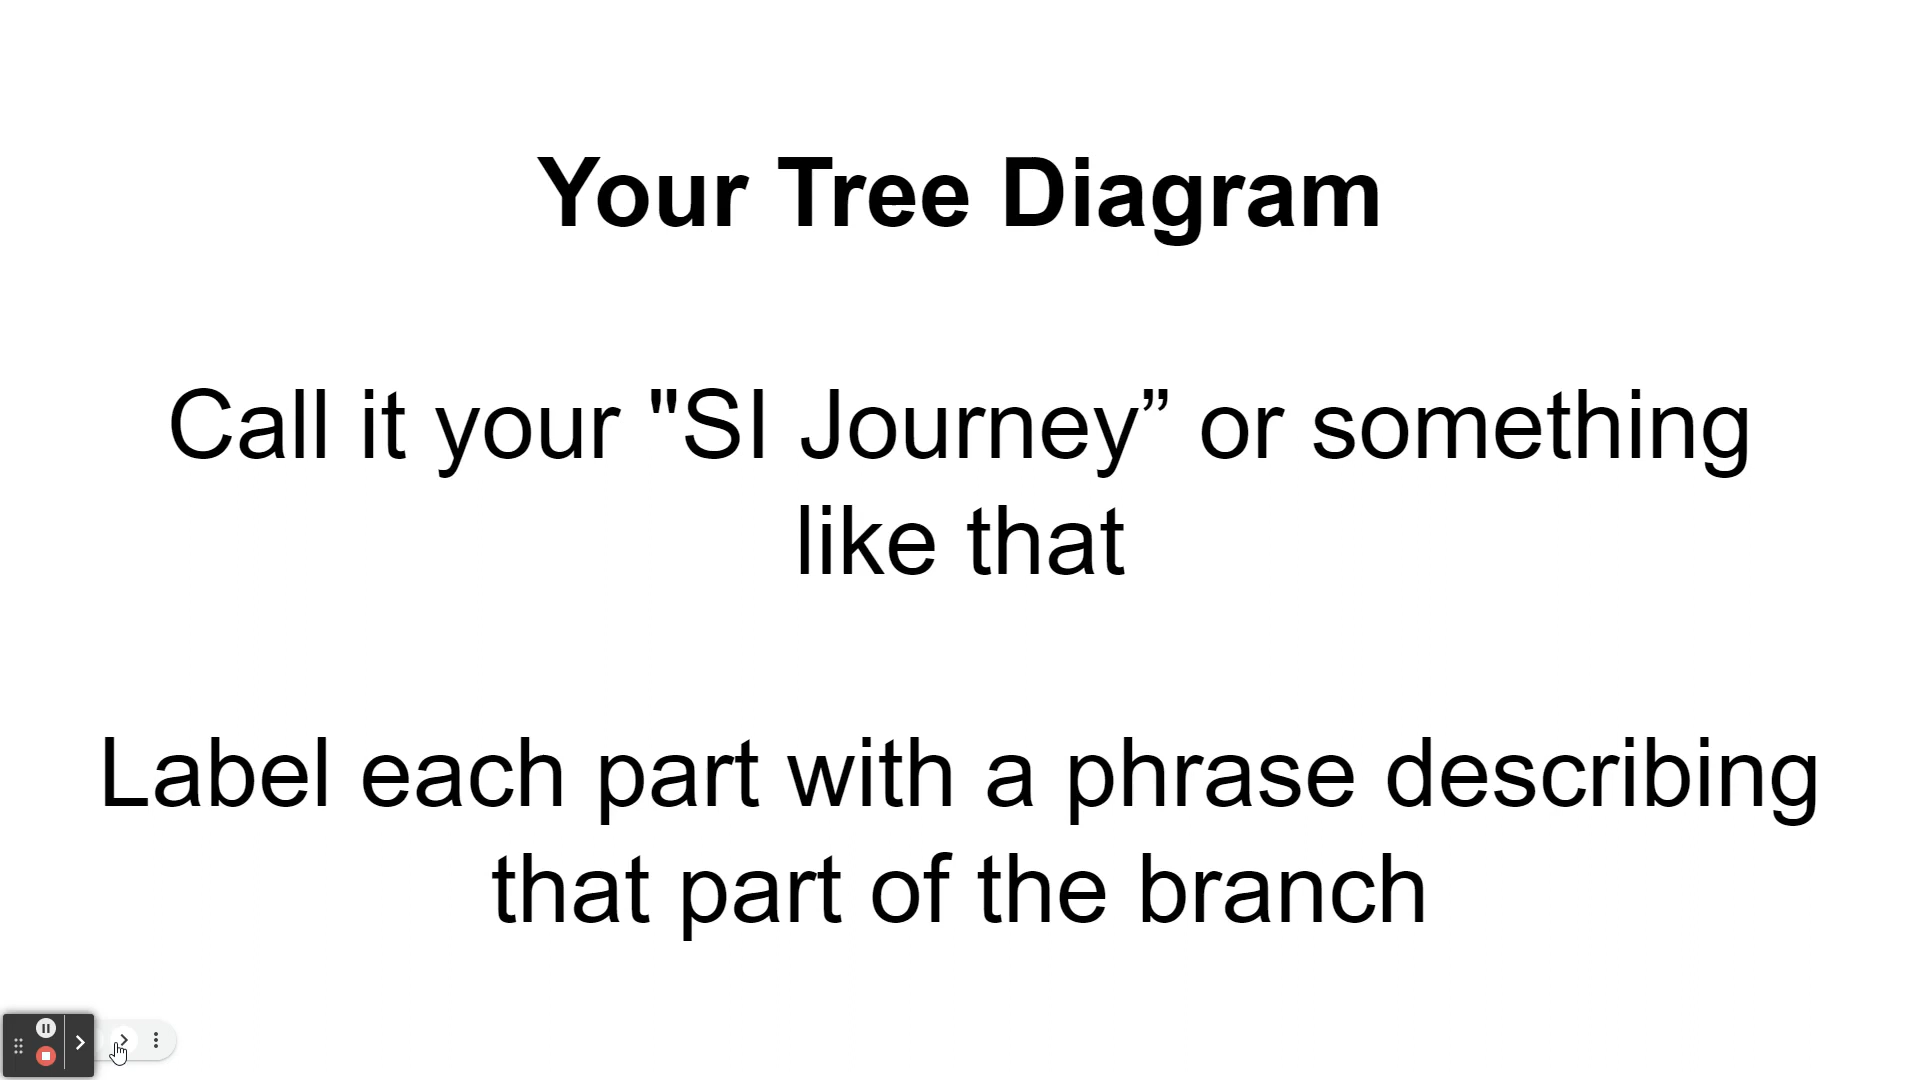 Your Tree Diagram
Call it your "SI Journey” or something
like that
Label each part with a phrase describing
that part of the branch